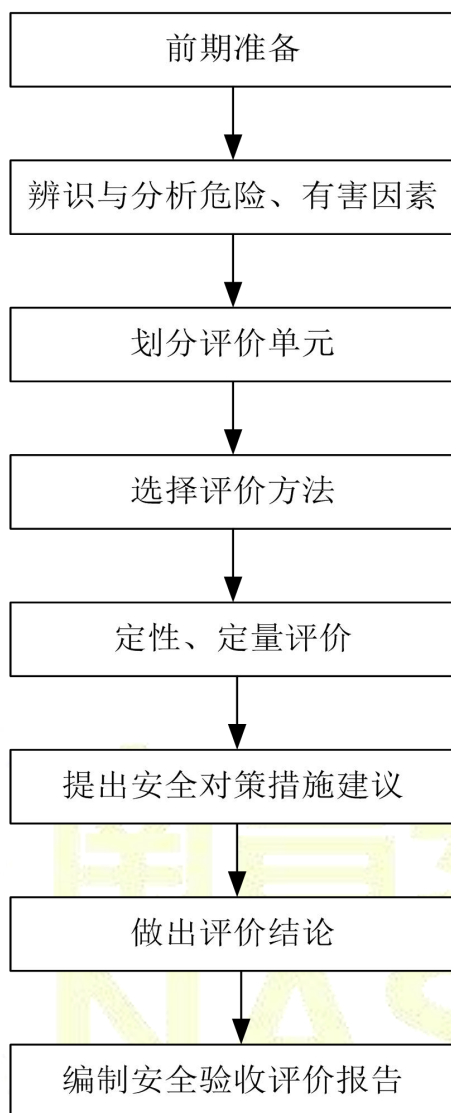 前期准备
辨识与分析危险、有害因素
划分评价单元
选择评价方法
定性、定量评价
提出安全对策措施建议
做出评价结论
编制安全验收评价报告